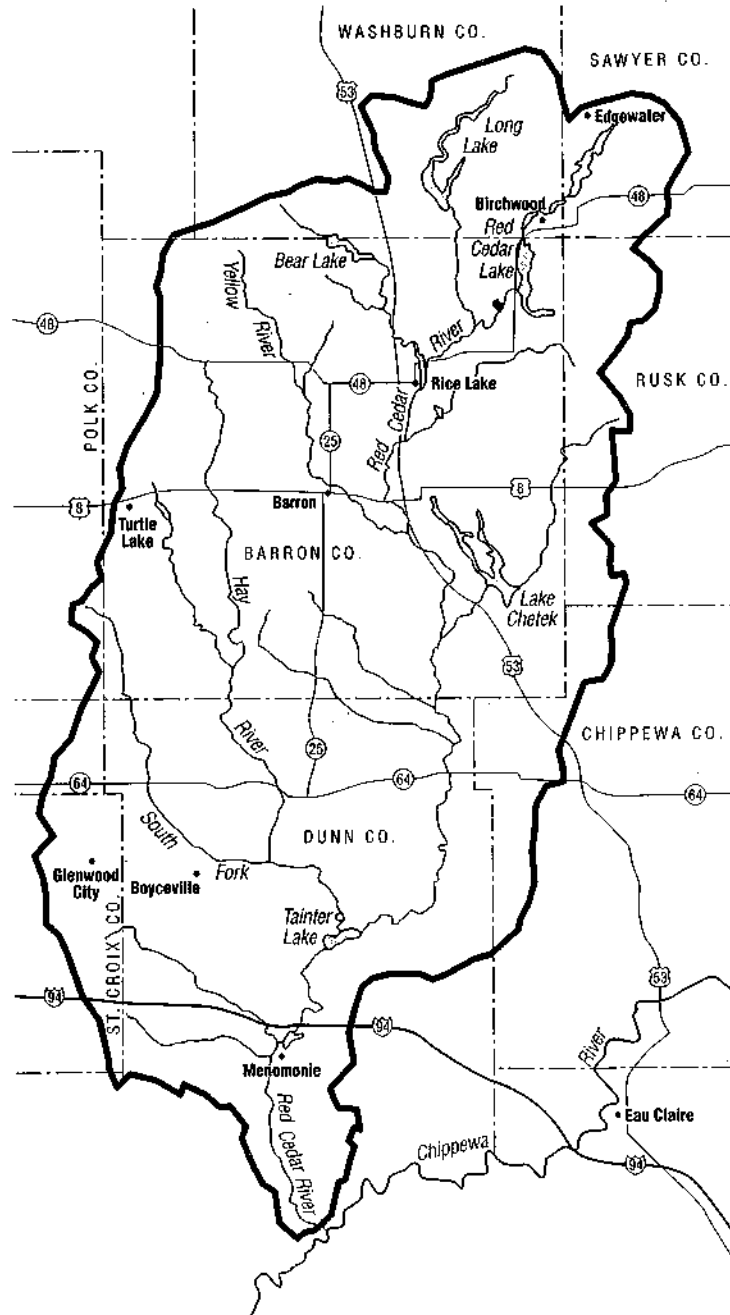 WASHBURN CO.
SAWYER CO.
53
Edgewater
Long
Lake
Birchwood
48
Red
Cedar
Lake
Bear Lake
Yellow
River
River
48
POLK CO.
48
Rice Lake
RUSK CO.
Red Cedar
25
8
8
Barron
Turtle
Lake
BARRON CO.
Hay
Lake
Chetek
53
River
25
CHIPPEWA CO.
64
64
64
South
Fork
DUNN CO.
Glenwood
City
Boyceville
ST. CROIX CO.
Tainter
Lake
53
94
94
River
Menomonie
Red Cedar River
Eau Claire
Chippewa
94